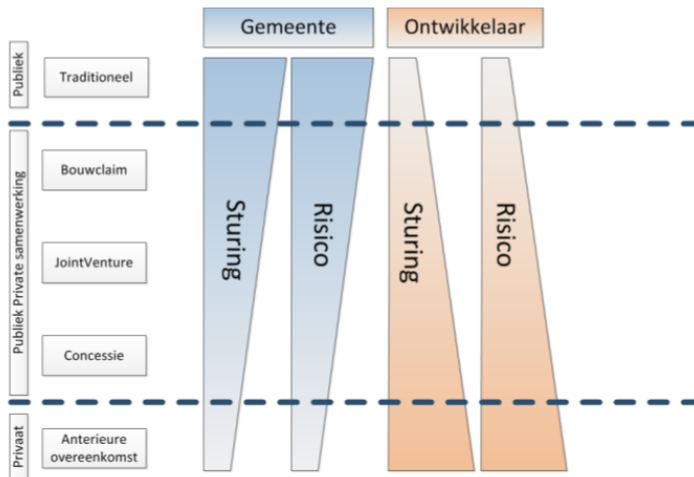 Gemeente
Ontwikkelaar
Publiek
Traditioneel
Publiek Private samenwerking
Bouwclaim
JointVenture
Concessie
Sturing
Risico
Sturing
Risico
Privaat
Anterieure
overeenkomst